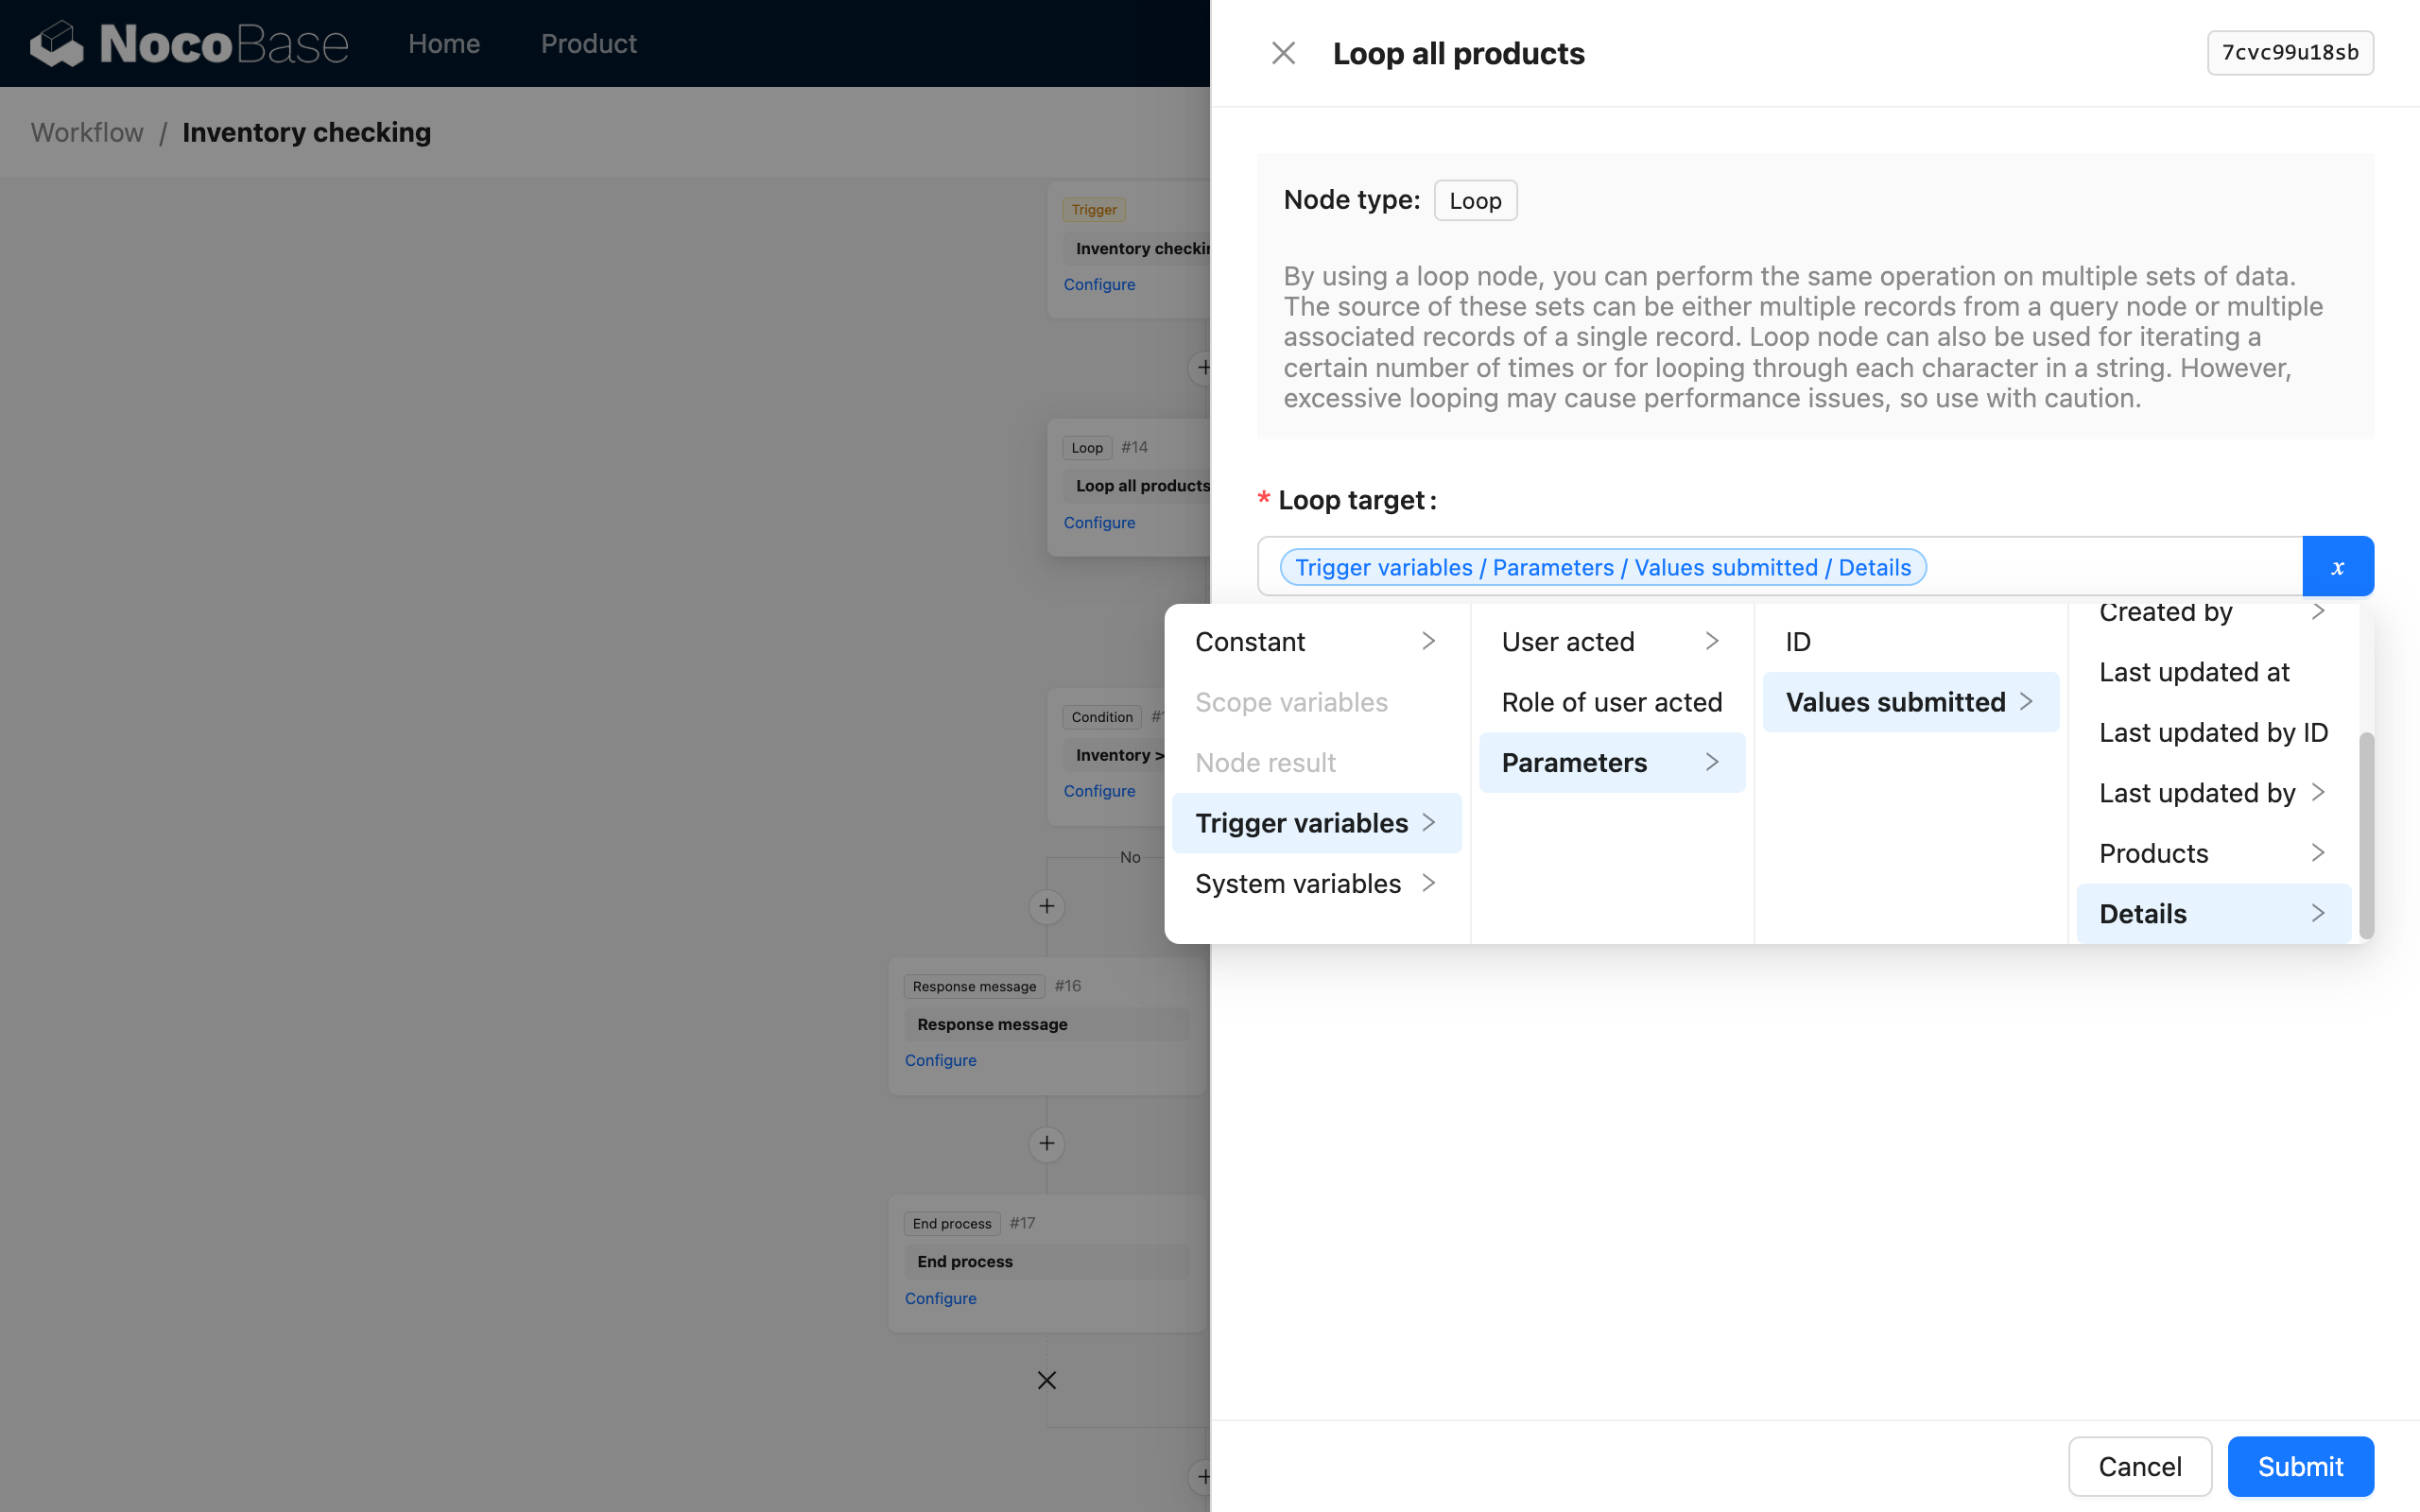 NocoBase
Home
Product
Workflow / Inventory checking
Trigger
Configure
Loop #14
Loop all products
Configure
Condition
Inventory >
Configure
No
Response message #16
Response message
Configure
End process #17
End process
Configure
Loop all products
7cvc99u18sb
Node type: Loop
By using a loop node, you can perform the same operation on multiple sets of data.
The source of these sets can be either multiple records from a query node or multiple
associated records of a single record. Loop node can also be used for iterating a
certain number of times or for looping through each character in a string. However,
excessive looping may cause performance issues, so use with caution.
* Loop target:
Trigger variables / Parameters / Values submitted / Details
x
Constant
Scope variables
Node result
Trigger variables
System variables
User acted
Role of user acted
Parameters
ID
Values submitted
Created by
Last updated at
Last updated by ID
Last updated by
Products
Details
Cancel
Submit